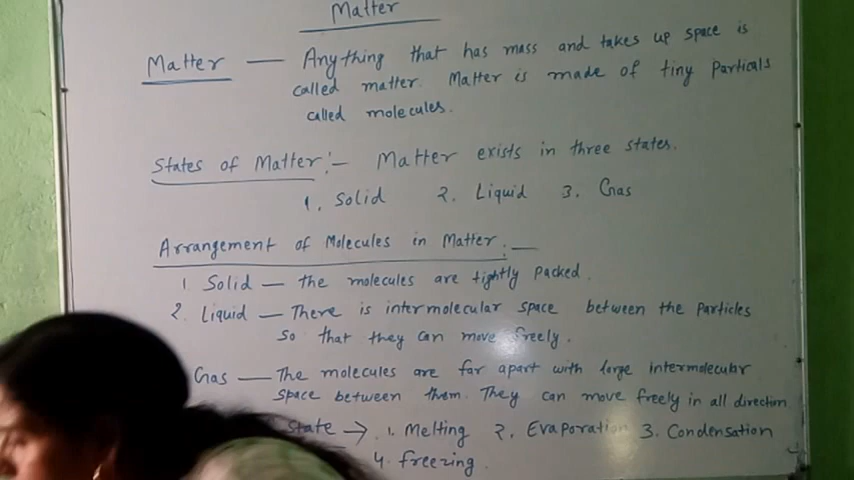 Matter
Matter — Anything that has mass and takes up space is
called matter. Matter is made of tiny Particals
called molecules.
States of Matter:- Matter exists in three states.
1. Solid 2. Liquid 3. Gas
Arrangement of Molecules in Matter:—
1 Solid — the molecules are tightly packed.
2. Liquid — There is intermolecular space between the Particles
so that they can move freely.
Gas — The molecules are far apart with large intermolecular
space between them. They can move freely in all direction.
state → 1. Melting 2. Evaporation 3. Condensation
4. freezing.